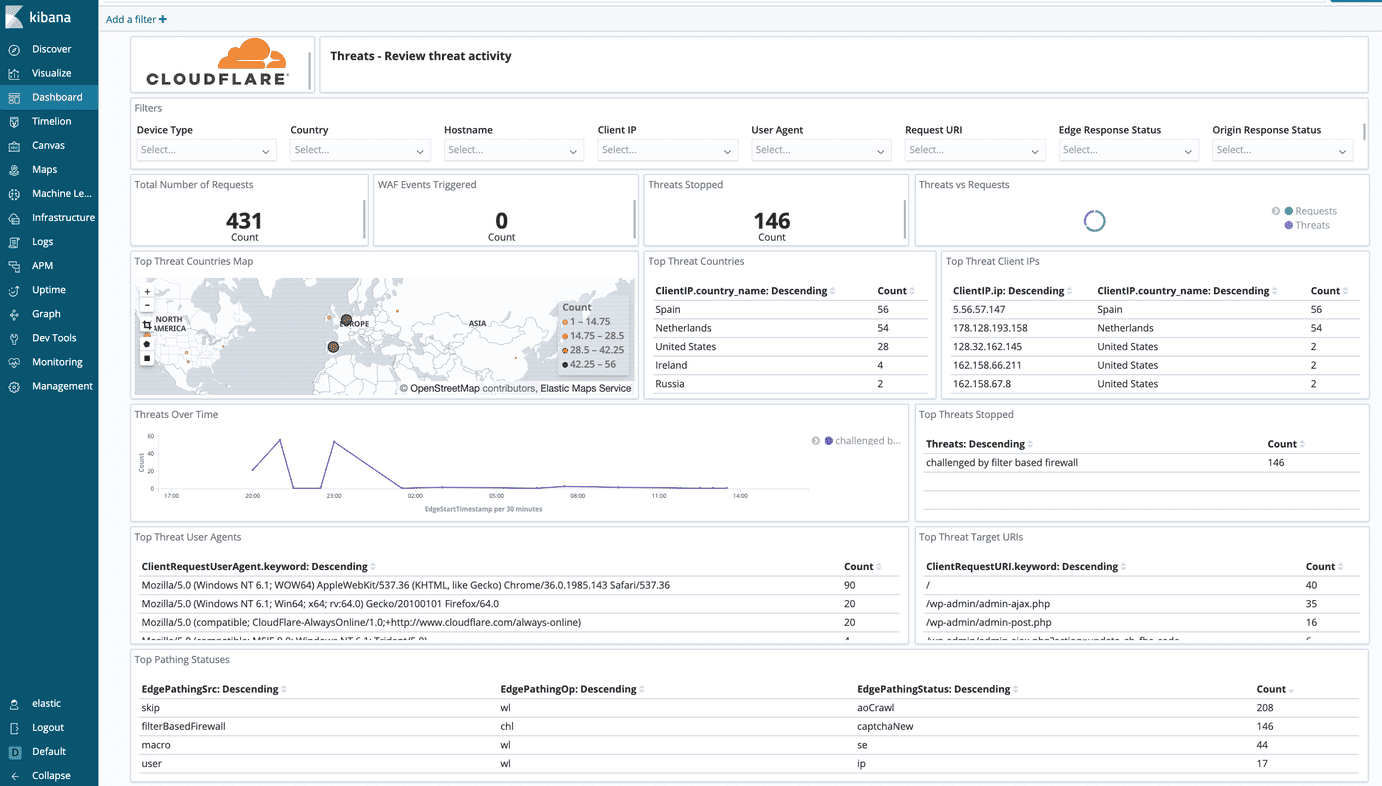 kibana
Discover
Visualize
Dashboard
Timelion
Canvas
Maps
Machine Le...
Infrastructure
Logs
APM
Uptime
Graph
Dev Tools
Monitoring
Management
elastic
Logout
D Default
Collapse
Add a filter +
CLOUDFLARE
Threats - Review threat activity
Filters
Device Type Country Hostname Client IP User Agent Request URI Edge Response Status Origin Response Status
Select... Select... Select... Select... Select... Select... Select... Select...
Total Number of Requests
431
Count
WAF Events Triggered
0
Count
Threats Stopped
146
Count
Threats vs Requests
Requests
Threats
Top Threat Countries Map
+
−
NORTH
AMERICA
EUROPE
ASIA
Count
1 – 14.75
14.75 – 28.5
28.5 – 42.25
42.25 – 56
© OpenStreetMap contributors, Elastic Maps Service
Top Threat Countries
ClientIP.country_name: Descending Count
Spain 56
Netherlands 54
United States 28
Ireland 4
Russia 2
Top Threat Client IPs
ClientIP.ip: Descending ClientIP.country_name: Descending Count
5.56.57.147 Spain 56
178.128.193.158 Netherlands 54
128.32.162.145 United States 2
162.158.66.211 United States 2
162.158.67.8 United States 2
Threats Over Time
Count
60
40
20
0
17:00 20:00 23:00 02:00 05:00 08:00 11:00 14:00
EdgeStartTimestamp per 30 minutes
challenged b...
Top Threats Stopped
Threats: Descending Count
challenged by filter based firewall 146
Top Threat User Agents
ClientRequestUserAgent.keyword: Descending Count
Mozilla/5.0 (Windows NT 6.1; WOW64) AppleWebKit/537.36 (KHTML, like Gecko) Chrome/36.0.1985.143 Safari/537.36 90
Mozilla/5.0 (Windows NT 6.1; Win64; x64; rv:64.0) Gecko/20100101 Firefox/64.0 20
Mozilla/5.0 (compatible; CloudFlare-AlwaysOnline/1.0;+http://www.cloudflare.com/always-online) 20
Mozilla/5.0 (compatible; MSIE 9.0; Windows NT 6.1; Trident/5.0) 4
Top Threat Target URIs
ClientRequestURI.keyword: Descending Count
/ 40
/wp-admin/admin-ajax.php 35
/wp-admin/admin-post.php 16
Top Pathing Statuses
EdgePathingSrc: Descending EdgePathingOp: Descending EdgePathingStatus: Descending Count
skip wl aoCrawl 208
filterBasedFirewall chl captchaNew 146
macro wl se 44
user wl ip 17